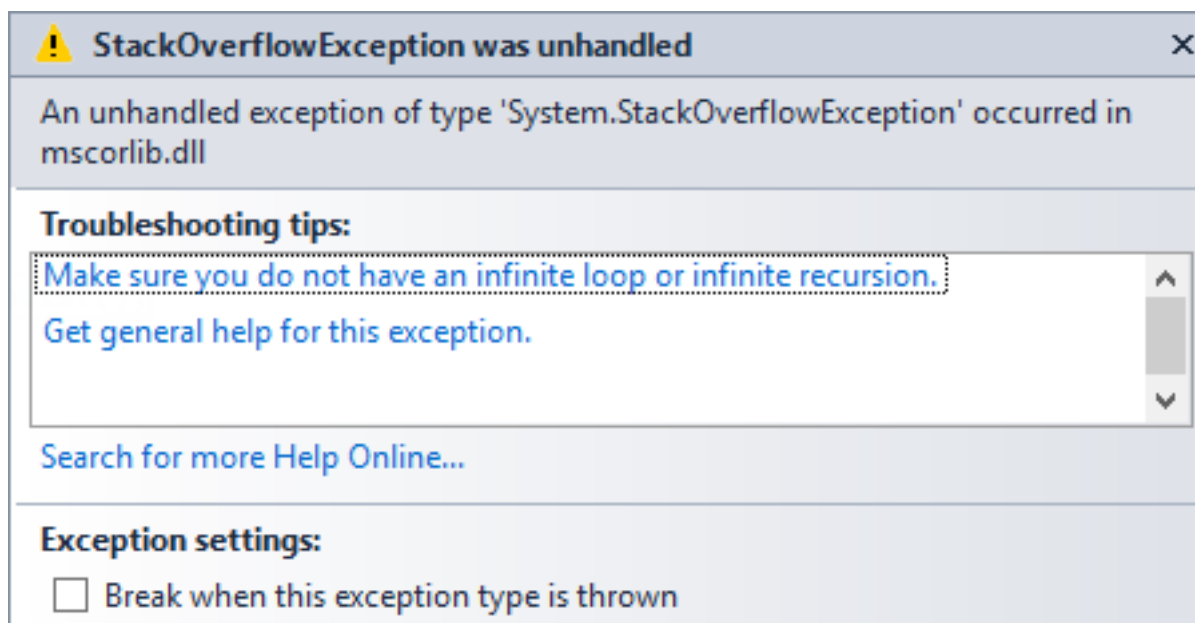 StackOverflowException was unhandled
An unhandled exception of type 'System.StackOverflowException' occurred in
mscorlib.dll
Troubleshooting tips:
Make sure you do not have an infinite loop or infinite recursion.
Get general help for this exception.
Search for more Help Online...
Exception settings:
Break when this exception type is thrown